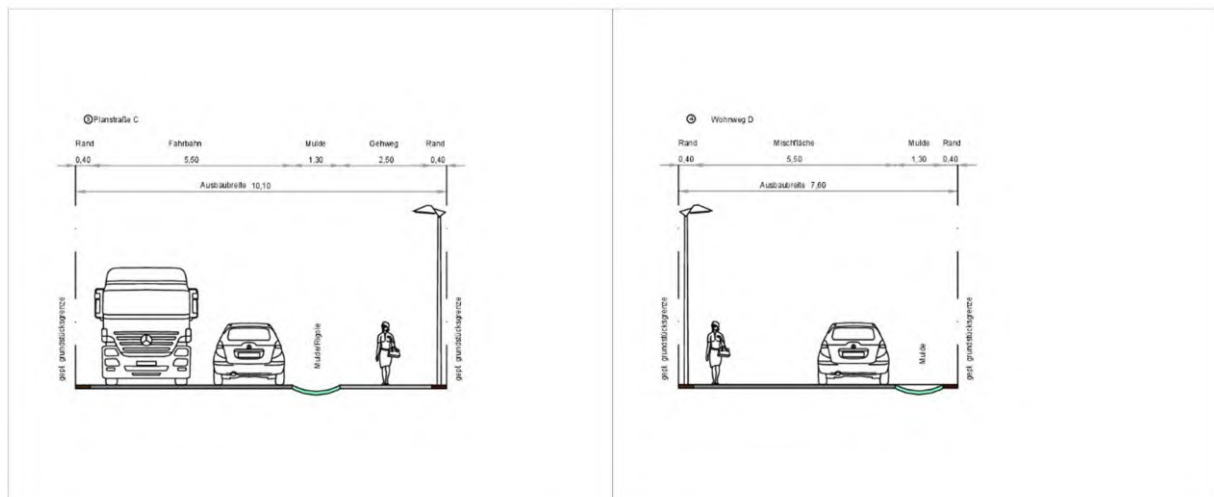 ③ Planstraße C
Rand Fahrbahn Mulde Gehweg Rand
0,40 5,50 1,30 2,50 0,40
Ausbaubreite 10,10
gepl. grundstücksgrenze
Mulde/Rigole
gepl. grundstücksgrenze
④ Wohnweg D
Rand Mischfläche Mulde Rand
0,40 5,50 1,30 0,40
Ausbaubreite 7,60
gepl. grundstücksgrenze
Mulde
gepl. grundstücksgrenze